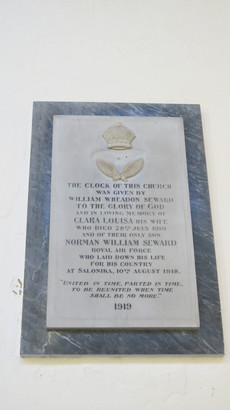 THE CLOCK OF THIS CHURCH
WAS GIVEN BY
WILLIAM WREADON SEWARD
TO THE GLORY OF GOD
AND IN LOVING MEMORY OF
CLARA LOUISA HIS WIFE
WHO DIED 28TH JULY 1910
AND OF THEIR ONLY SON
NORMAN WILLIAM SEWARD
ROYAL AIR FORCE
WHO LAID DOWN HIS LIFE
FOR HIS COUNTRY
AT SALONIKA, 10TH AUGUST 1918.
"UNITED IN TIME, PARTED IN TIME,
TO BE REUNITED WHEN TIME
SHALL BE NO MORE."
1919